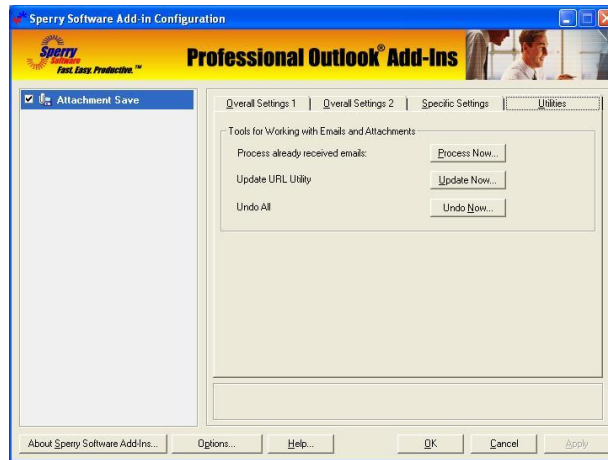 Sperry Software Add-in Configuration
Sperry
Software
Fast. Easy. Productive.™
Professional Outlook® Add-Ins
Attachment Save
Overall Settings 1
Overall Settings 2
Specific Settings
Utilities
Tools for Working with Emails and Attachments
Process already received emails:
Process Now...
Update URL Utility
Update Now...
Undo All
Undo Now...
About Sperry Software Add-Ins...
Options...
Help...
OK
Cancel
Apply